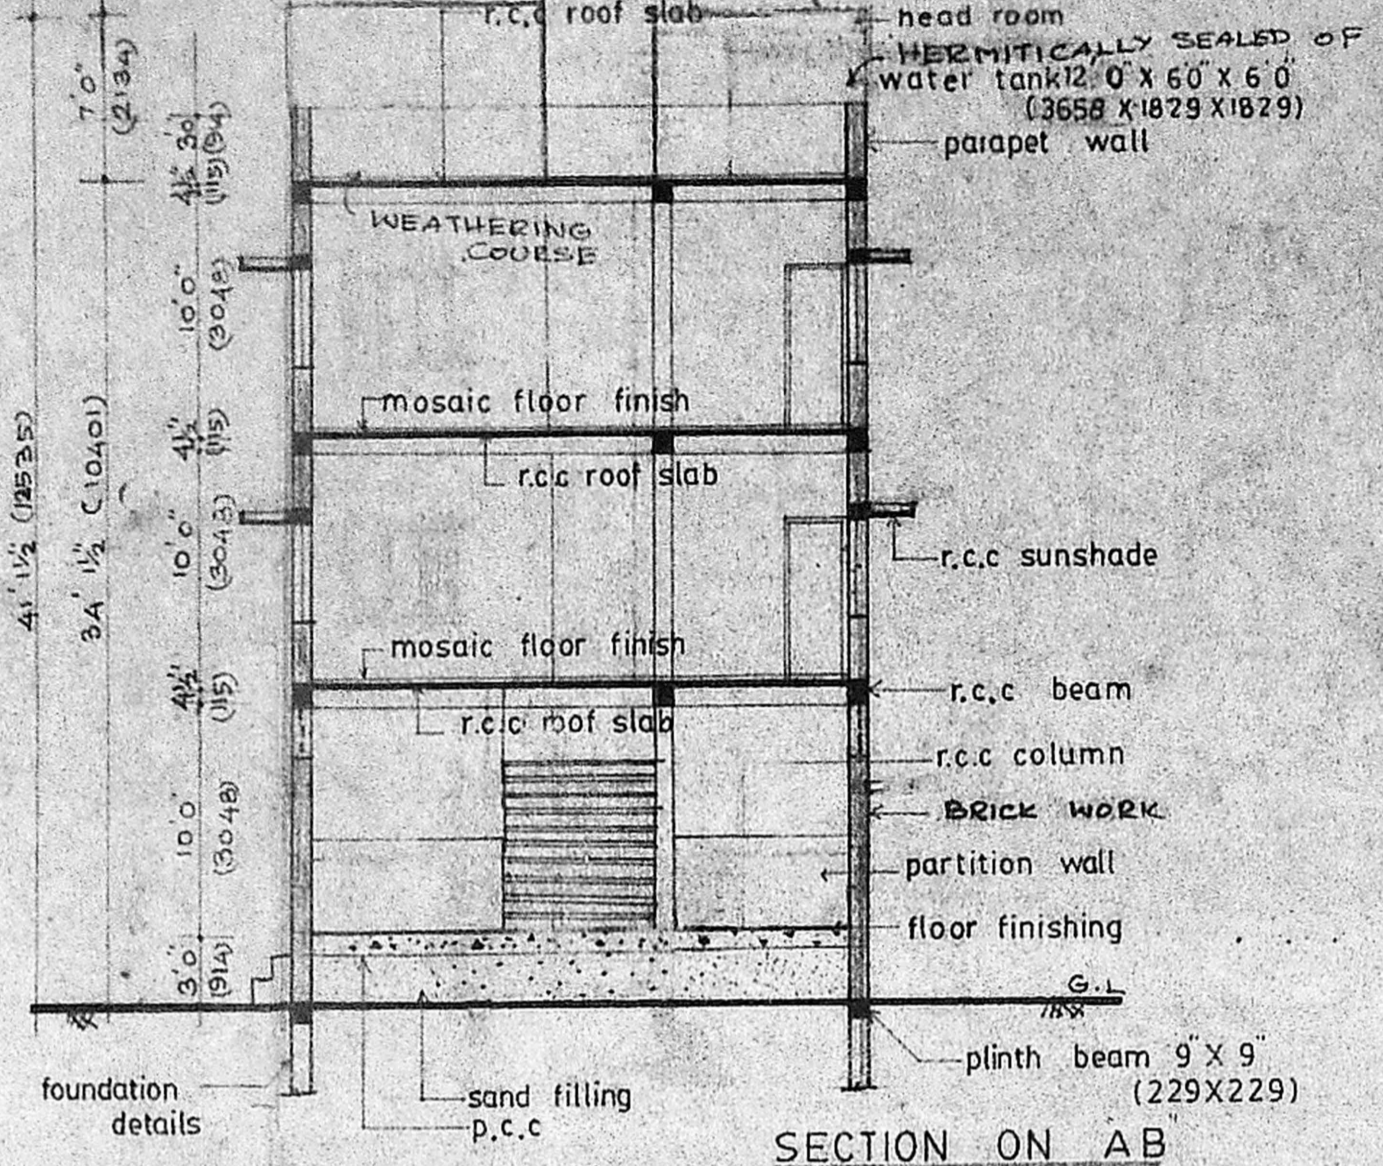 r.c.c roof slab
head room
HERMITICALLY SEALED OF
water tank 12'0" X 6'0" X 6'0"
(3658 X 1829 X 1829)
parapet wall
7'0"
(2134)
3'0"
4½"
(115)
WEATHERING
COURSE
10'0"
(3048)
mosaic floor finish
4½"
(115)
r.c.c roof slab
41' 1½" (12535)
34' 1½" (10401)
10'0"
(3048)
r.c.c sunshade
mosaic floor finish
4½"
(115)
r.c.c beam
r.c.c roof slab
r.c.c column
BRICK WORK
10'0
(3048)
partition wall
floor finishing
3'0"
(914)
G.L
plinth beam 9" X 9"
(229X229)
foundation
details
sand filling
p.c.c
SECTION ON AB"